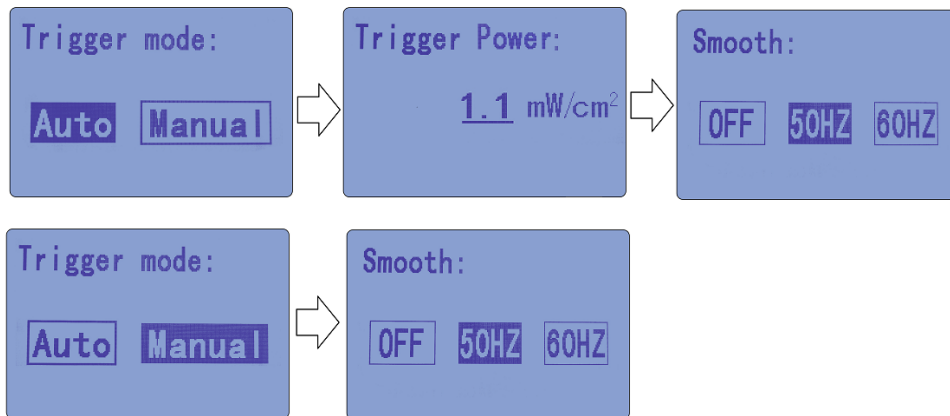 Trigger mode:
Auto Manual
Trigger Power:
1.1 mW/cm²
Smooth:
OFF 50HZ 60HZ
Trigger mode:
Auto Manual
Smooth:
OFF 50HZ 60HZ